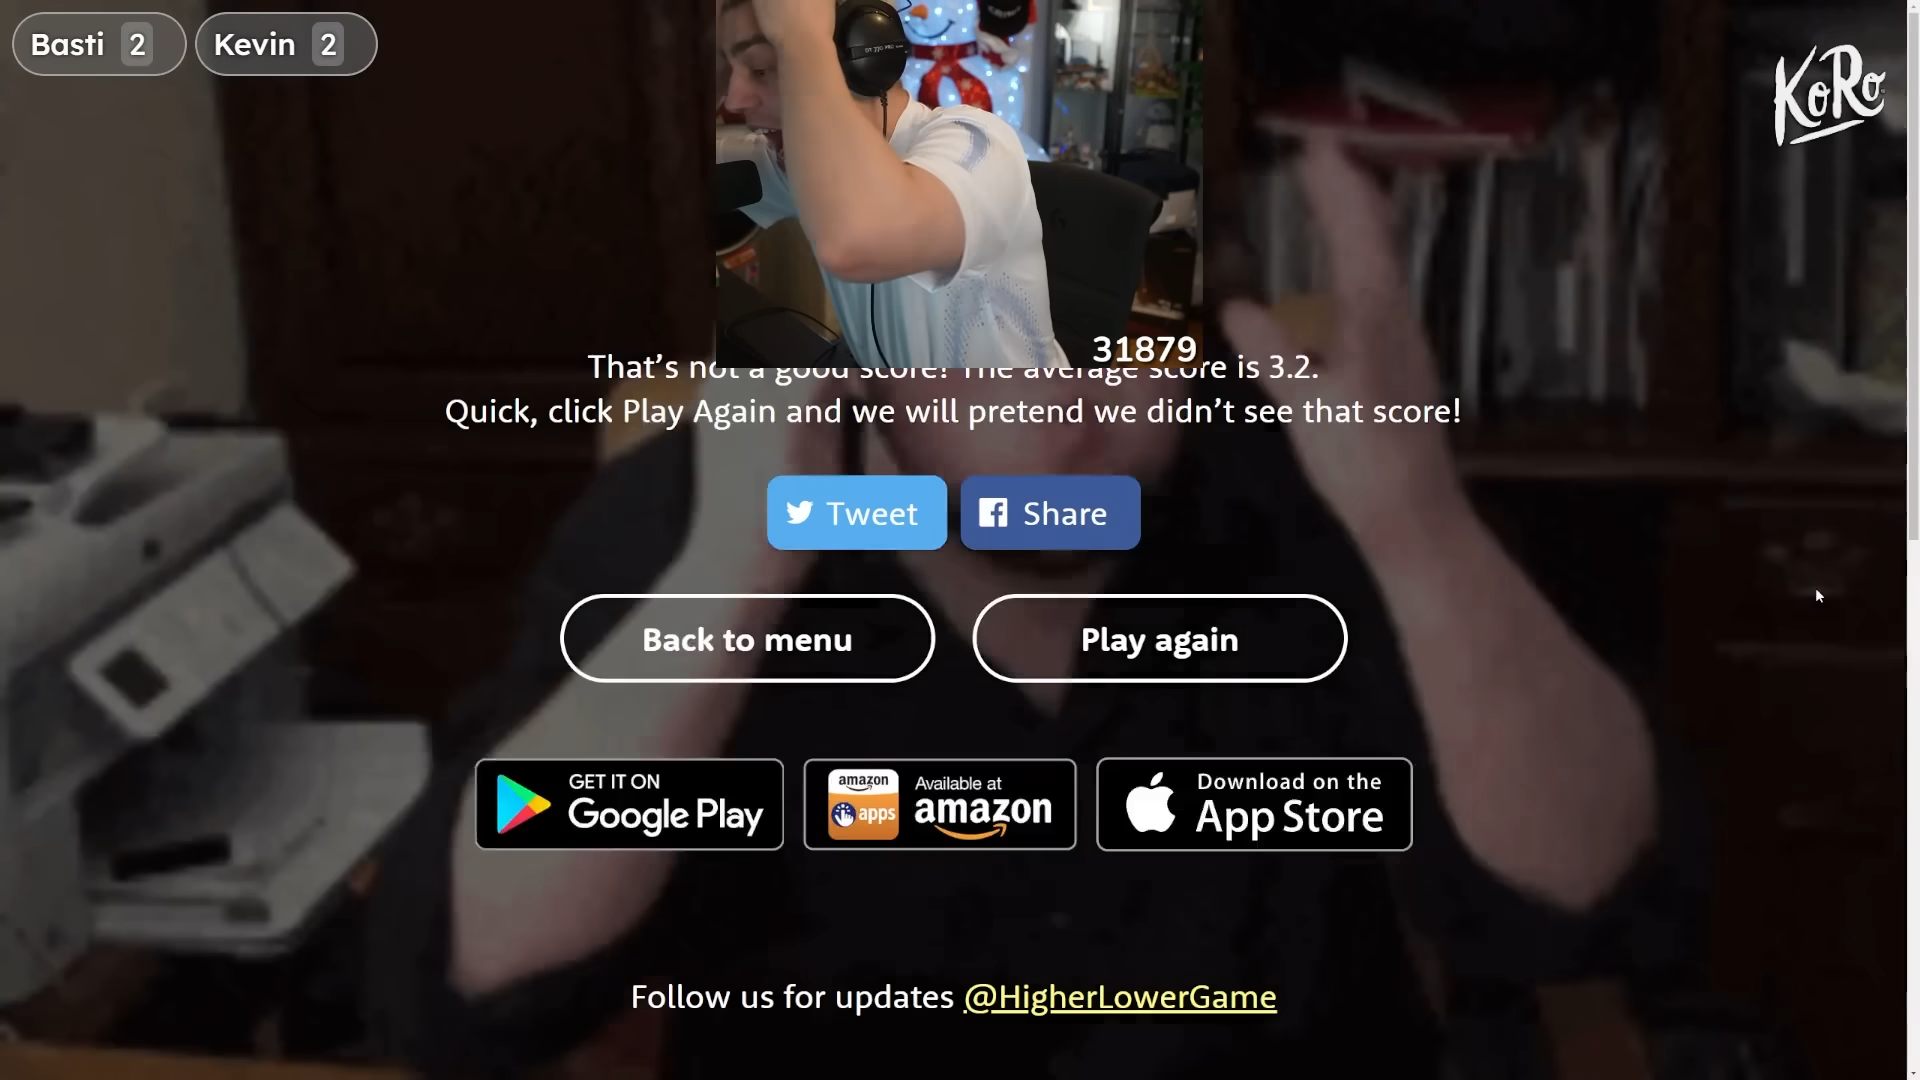 Basti 2 Kevin 2
KoRo
31879
That's not a good score! The average score is 3.2.
Quick, click Play Again and we will pretend we didn't see that score!
Tweet Share
Back to menu Play again
GET IT ON
Google Play
amazon
apps
Available at
amazon
Download on the
App Store
Follow us for updates @HigherLowerGame